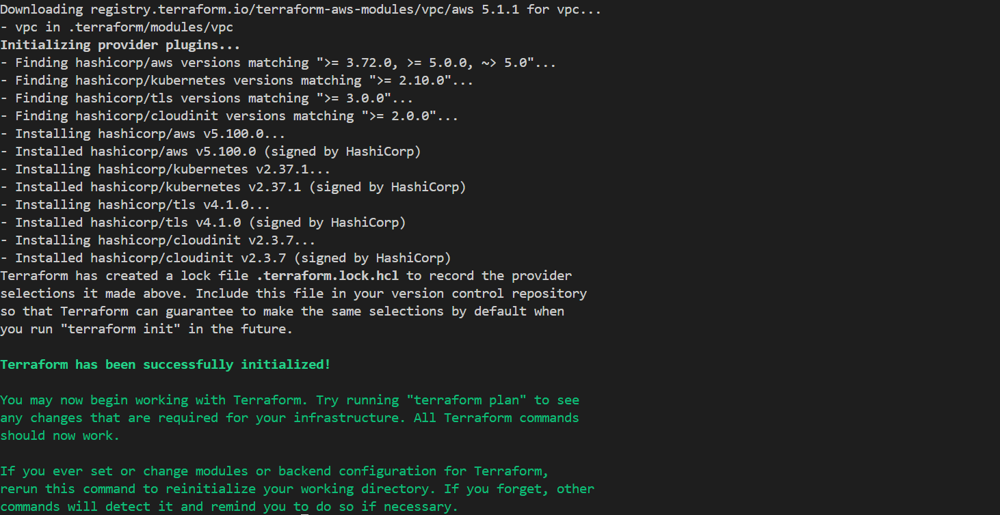 Downloading registry.terraform.io/terraform-aws-modules/vpc/aws 5.1.1 for vpc...
- vpc in .terraform/modules/vpc
Initializing provider plugins...
- Finding hashicorp/aws versions matching ">= 3.72.0, >= 5.0.0, ~> 5.0"...
- Finding hashicorp/kubernetes versions matching ">= 2.10.0"...
- Finding hashicorp/tls versions matching ">= 3.0.0"...
- Finding hashicorp/cloudinit versions matching ">= 2.0.0"...
- Installing hashicorp/aws v5.100.0...
- Installed hashicorp/aws v5.100.0 (signed by HashiCorp)
- Installing hashicorp/kubernetes v2.37.1...
- Installed hashicorp/kubernetes v2.37.1 (signed by HashiCorp)
- Installing hashicorp/tls v4.1.0...
- Installed hashicorp/tls v4.1.0 (signed by HashiCorp)
- Installing hashicorp/cloudinit v2.3.7...
- Installed hashicorp/cloudinit v2.3.7 (signed by HashiCorp)
Terraform has created a lock file .terraform.lock.hcl to record the provider
selections it made above. Include this file in your version control repository
so that Terraform can guarantee to make the same selections by default when
you run "terraform init" in the future.
Terraform has been successfully initialized!
You may now begin working with Terraform. Try running "terraform plan" to see
any changes that are required for your infrastructure. All Terraform commands
should now work.
If you ever set or change modules or backend configuration for Terraform,
rerun this command to reinitialize your working directory. If you forget, other
commands will detect it and remind you to do so if necessary.